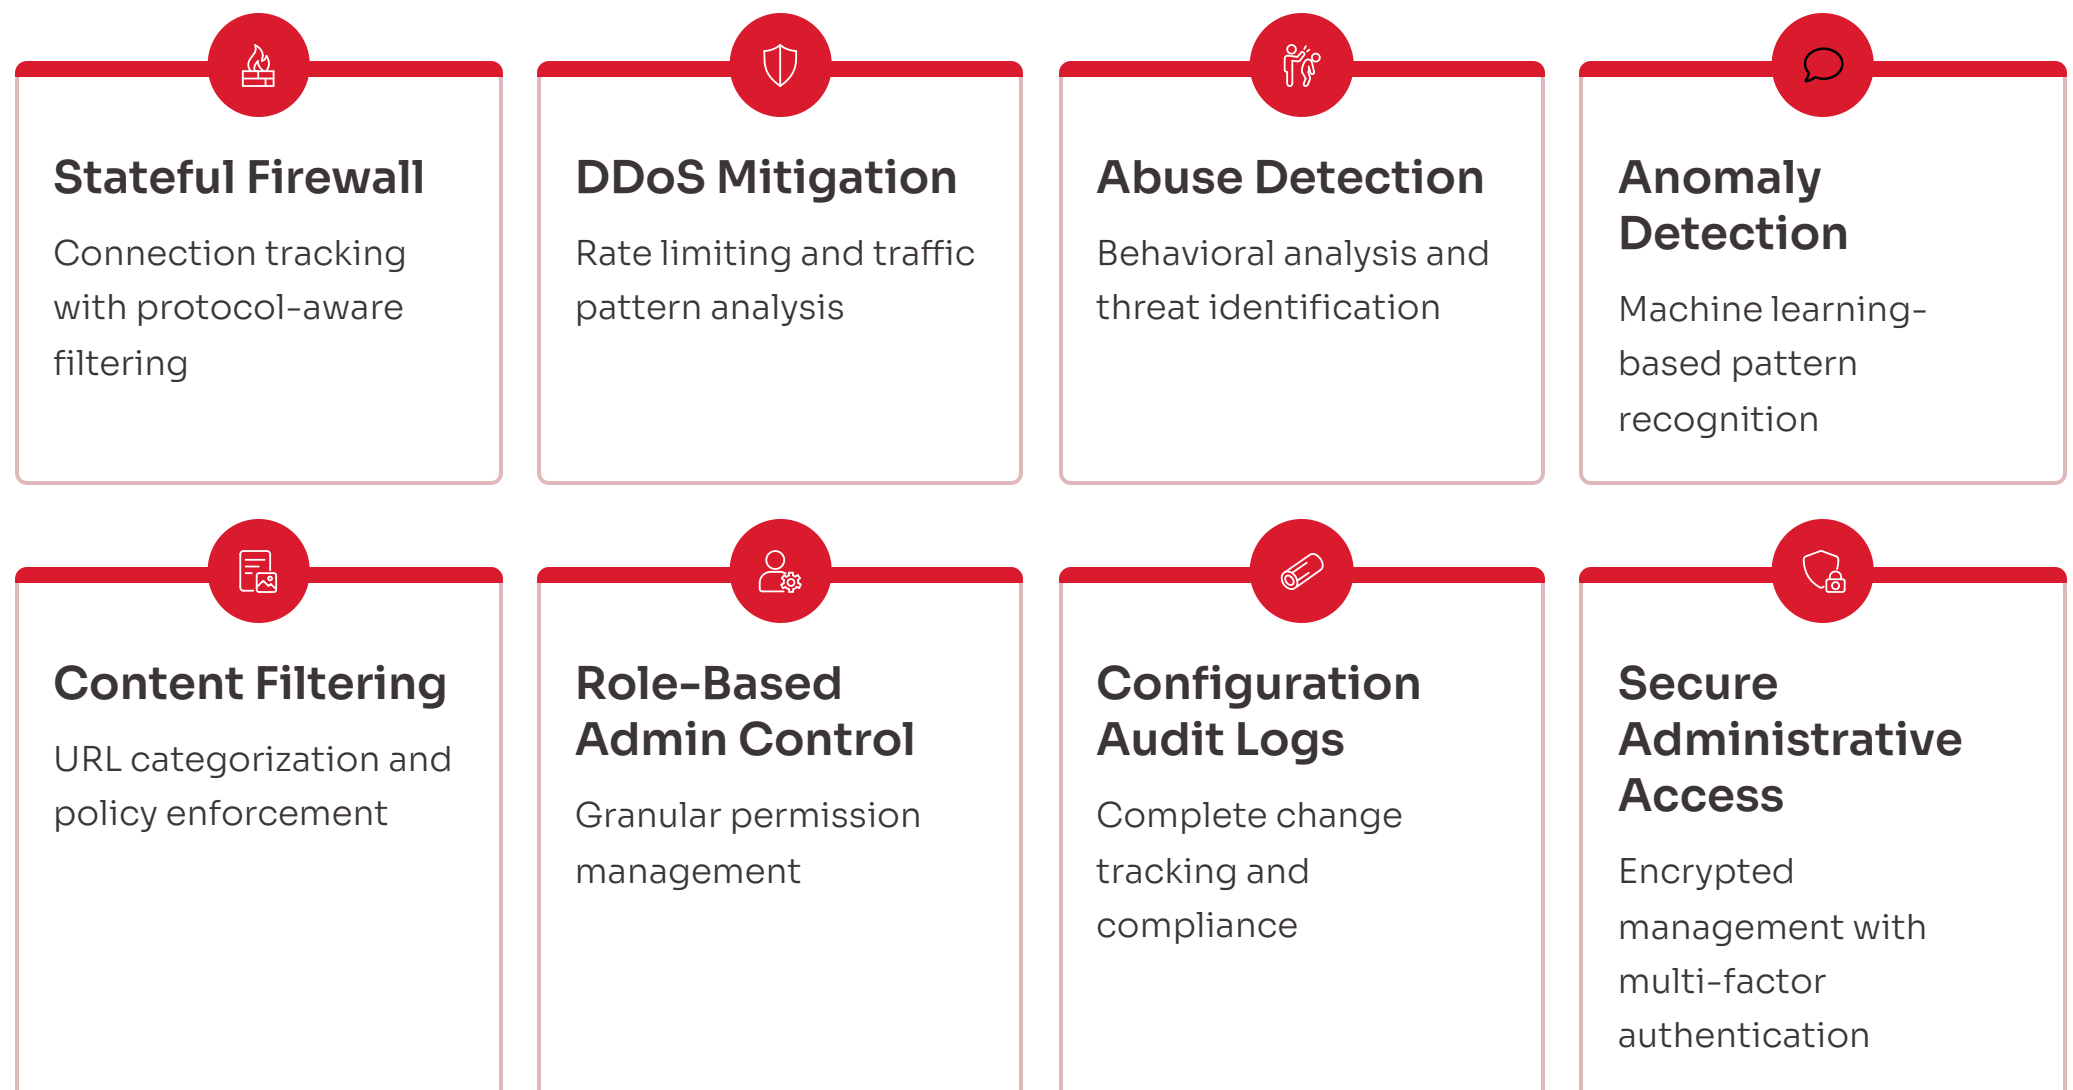 Stateful Firewall
Connection tracking
with protocol-aware
filtering
DDoS Mitigation
Rate limiting and traffic
pattern analysis
Abuse Detection
Behavioral analysis and
threat identification
Anomaly
Detection
Machine learning-
based pattern
recognition
Content Filtering
URL categorization and
policy enforcement
Role-Based
Admin Control
Granular permission
management
Configuration
Audit Logs
Complete change
tracking and
compliance
Secure
Administrative
Access
Encrypted
management with
multi-factor
authentication